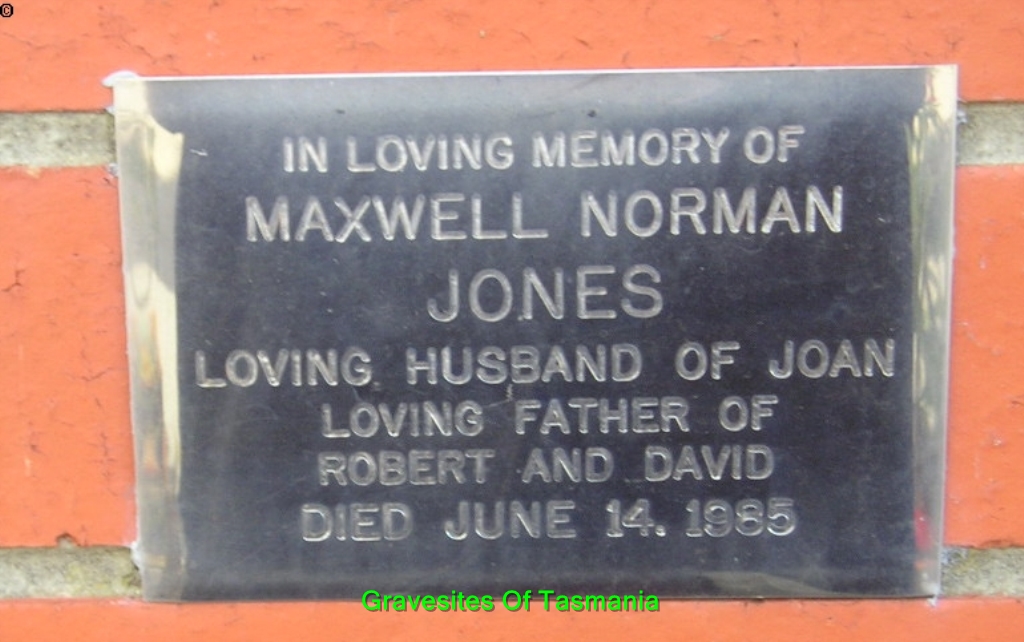 ©
IN LOVING MEMORY OF
MAXWELL NORMAN
JONES
LOVING HUSBAND OF JOAN
LOVING FATHER OF
ROBERT AND DAVID
DIED JUNE 14. 1985
Gravesites Of Tasmania